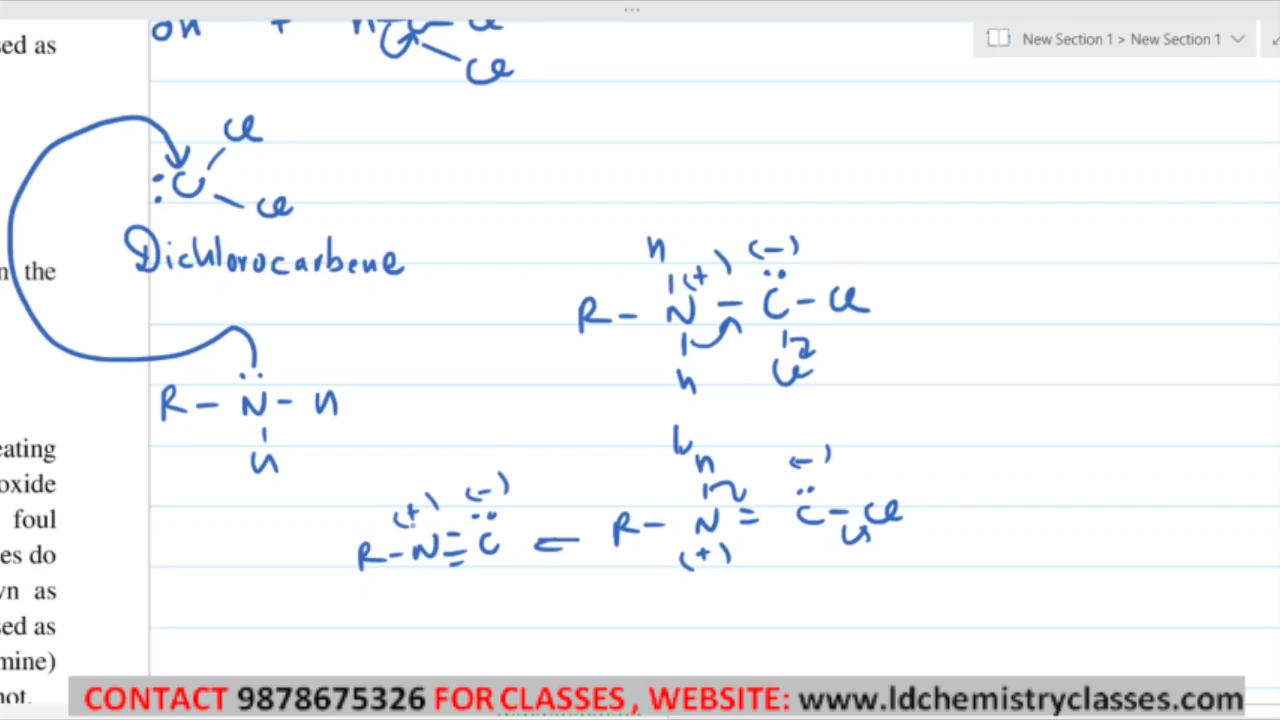 New Section 1 > New Section 1
sed as
OH + H C Cl
Cl
Cl
:C
Cl
Dichlorocarbene
n the
H (+) (-)
R - N - C - Cl
H Cl
R - N - H
H
eating
oxide
foul
es do
wn as
sed as
mine)
not.
H (-)
R - N = C - Cl
(+)
(+) (-)
R - N ≡ C ←
CONTACT 9878675326 FOR CLASSES , WEBSITE: www.ldchemistryclasses.com